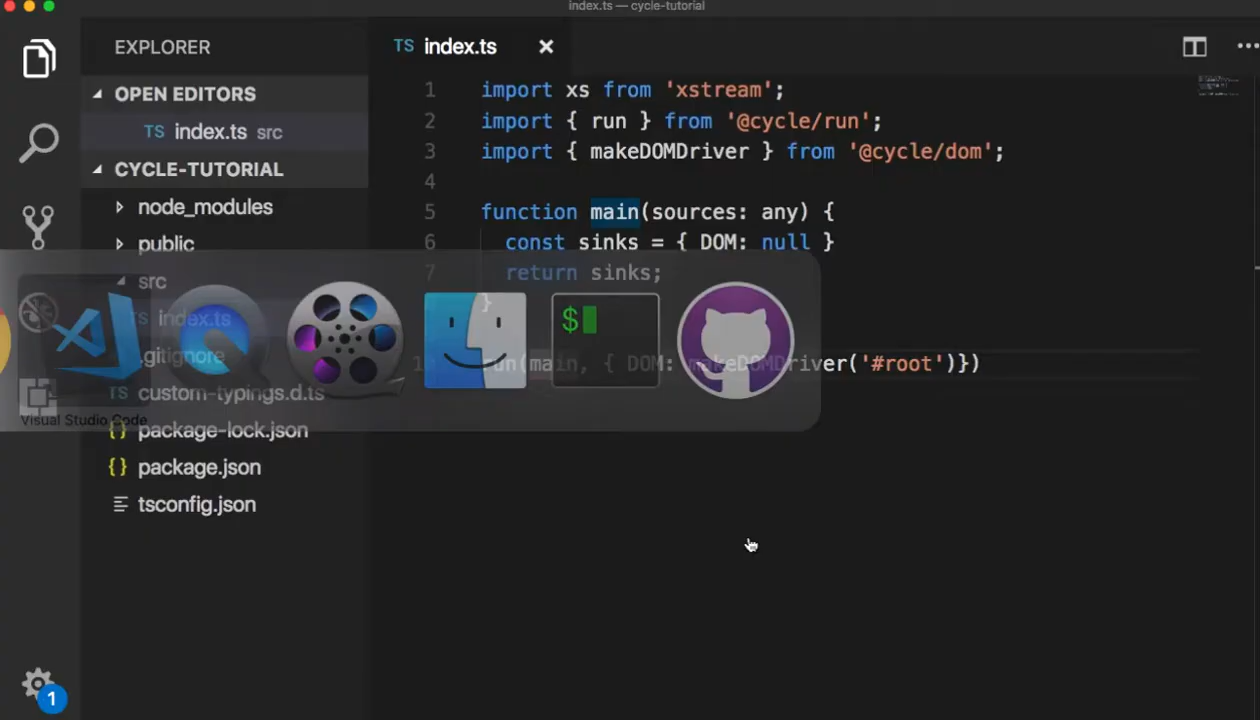 index.ts — cycle-tutorial
EXPLORER
OPEN EDITORS
TS index.ts src
CYCLE-TUTORIAL
node_modules
public
src
index.ts
.gitignore
TS custom-typings.d.ts
{} package-lock.json
{} package.json
tsconfig.json
TS index.ts
1 import xs from 'xstream';
2 import { run } from '@cycle/run';
3 import { makeDOMDriver } from '@cycle/dom';
4
5 function main(sources: any) {
6 const sinks = { DOM: null }
7 return sinks;
}
run(main, { DOM: makeDOMDriver('#root')})
Visual Studio Code
$
1